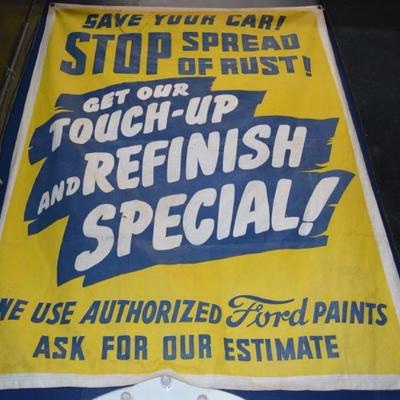 SAVE YOUR CAR!
STOP SPREAD
OF RUST!
GET OUR
TOUCH-UP
AND REFINISH
SPECIAL!
WE USE AUTHORIZED Ford PAINTS
ASK FOR OUR ESTIMATE